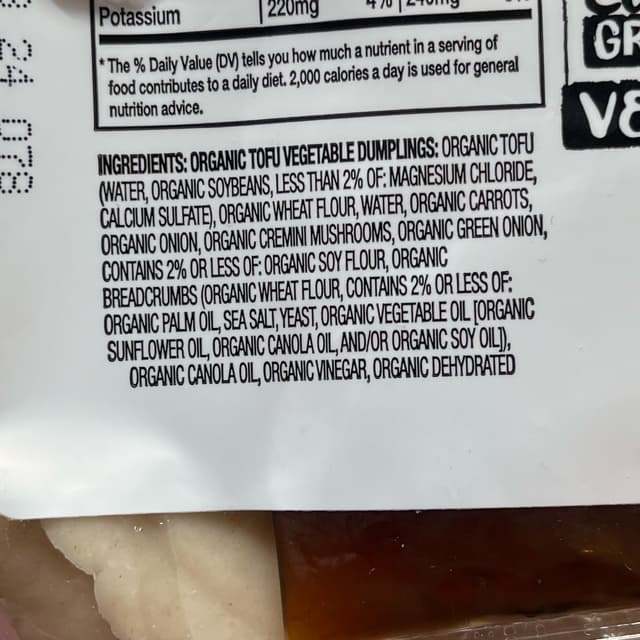 Potassium 220mg 4%
* The % Daily Value (DV) tells you how much a nutrient in a serving of
food contributes to a daily diet. 2,000 calories a day is used for general
nutrition advice.
INGREDIENTS: ORGANIC TOFU VEGETABLE DUMPLINGS: ORGANIC TOFU
(WATER, ORGANIC SOYBEANS, LESS THAN 2% OF: MAGNESIUM CHLORIDE,
CALCIUM SULFATE), ORGANIC WHEAT FLOUR, WATER, ORGANIC CARROTS,
ORGANIC ONION, ORGANIC CREMINI MUSHROOMS, ORGANIC GREEN ONION,
CONTAINS 2% OR LESS OF: ORGANIC SOY FLOUR, ORGANIC
BREADCRUMBS (ORGANIC WHEAT FLOUR, CONTAINS 2% OR LESS OF:
ORGANIC PALM OIL, SEA SALT, YEAST, ORGANIC VEGETABLE OIL [ORGANIC
SUNFLOWER OIL, ORGANIC CANOLA OIL, AND/OR ORGANIC SOY OIL]),
ORGANIC CANOLA OIL, ORGANIC VINEGAR, ORGANIC DEHYDRATED
GR
VE